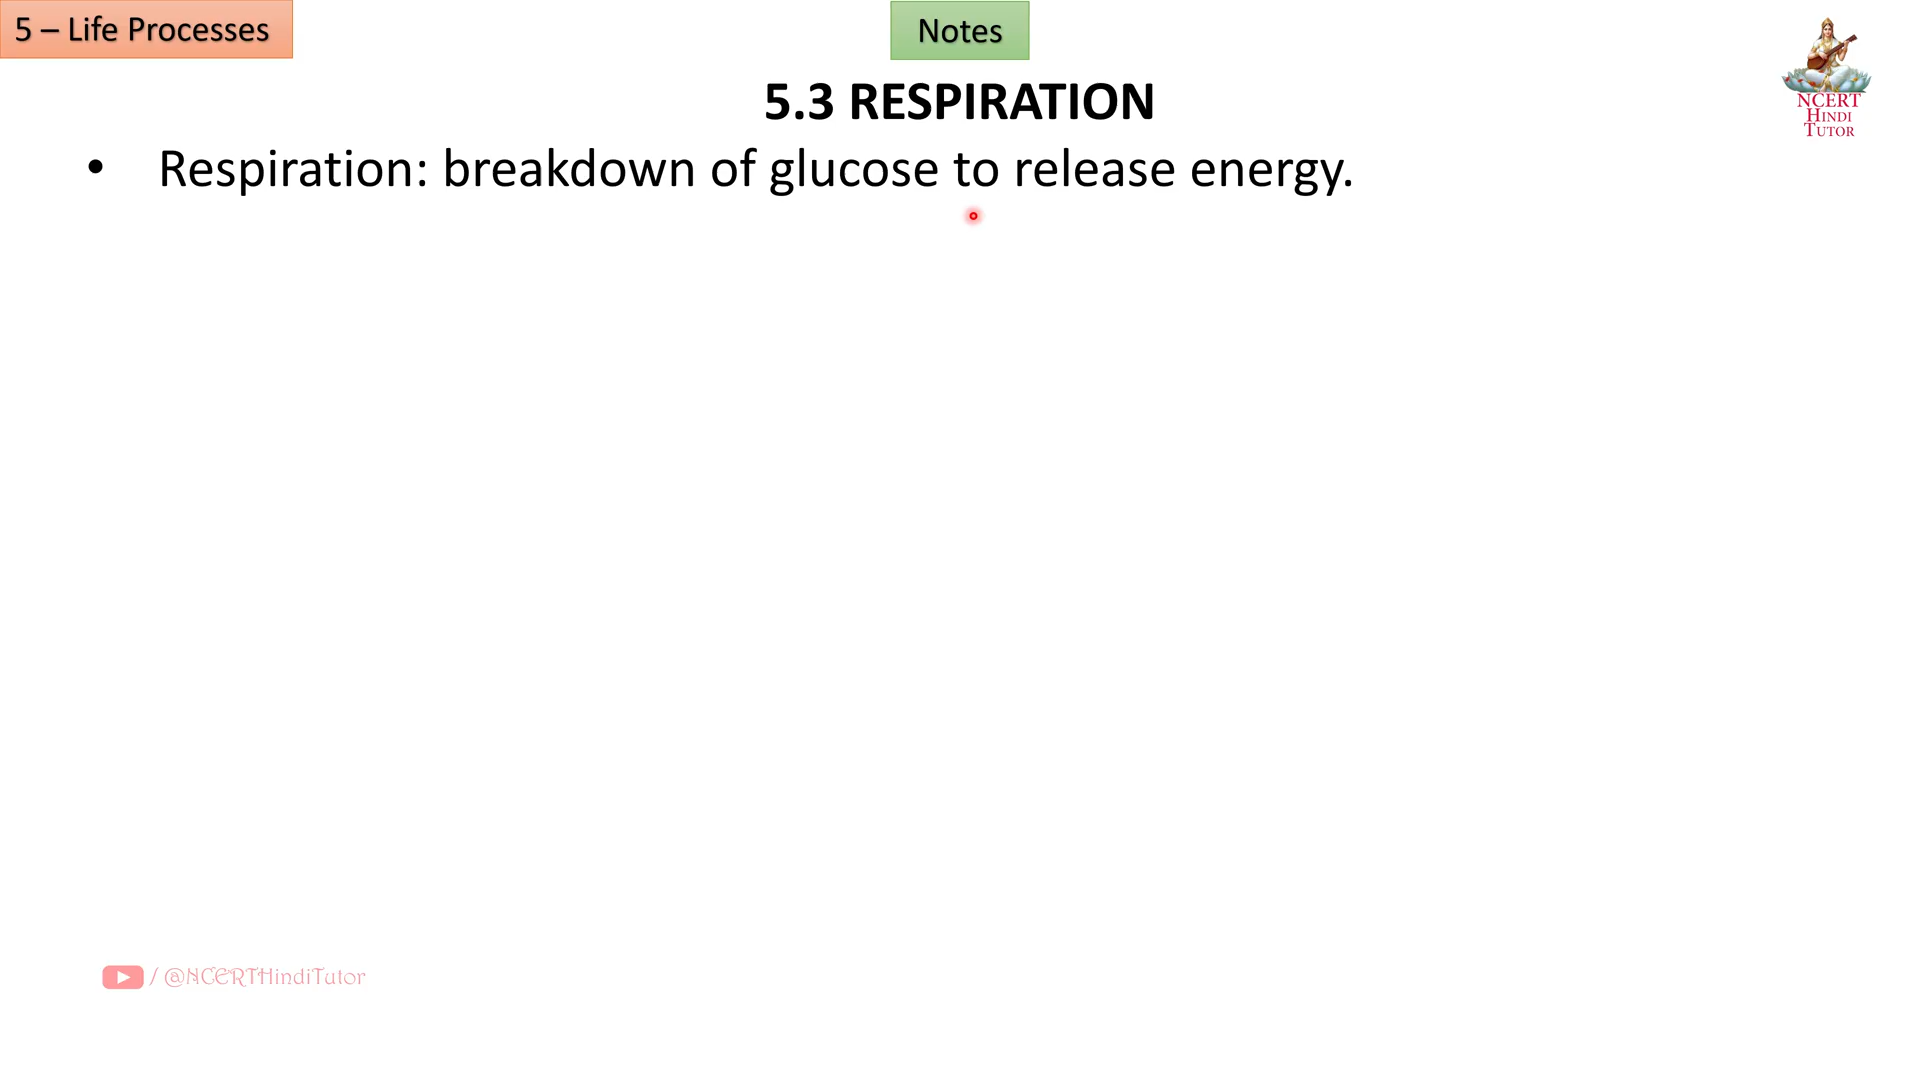 5 – Life Processes
Notes
NCERT
HINDI
TUTOR
5.3 RESPIRATION
• Respiration: breakdown of glucose to release energy.
/ @NCERTHindiTutor